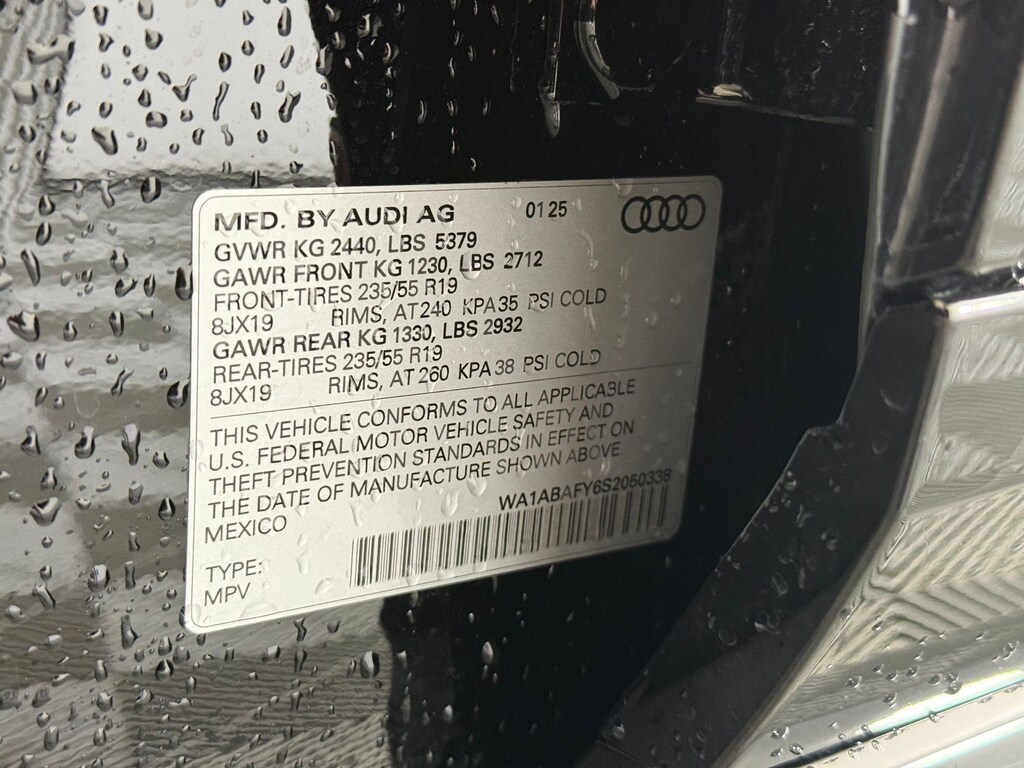 MFD. BY AUDI AG 01 25
GVWR KG 2440, LBS 5379
GAWR FRONT KG 1230, LBS 2712
FRONT-TIRES 235/55 R19
8JX19 RIMS, AT 240 KPA 35 PSI COLD
GAWR REAR KG 1330, LBS 2932
REAR-TIRES 235/55 R19
8JX19 RIMS, AT 260 KPA 38 PSI COLD
THIS VEHICLE CONFORMS TO ALL APPLICABLE
U.S. FEDERAL MOTOR VEHICLE SAFETY AND
THEFT PREVENTION STANDARDS IN EFFECT ON
THE DATE OF MANUFACTURE SHOWN ABOVE.
MEXICO WA1ABAFY6S2050338
TYPE:
MPV